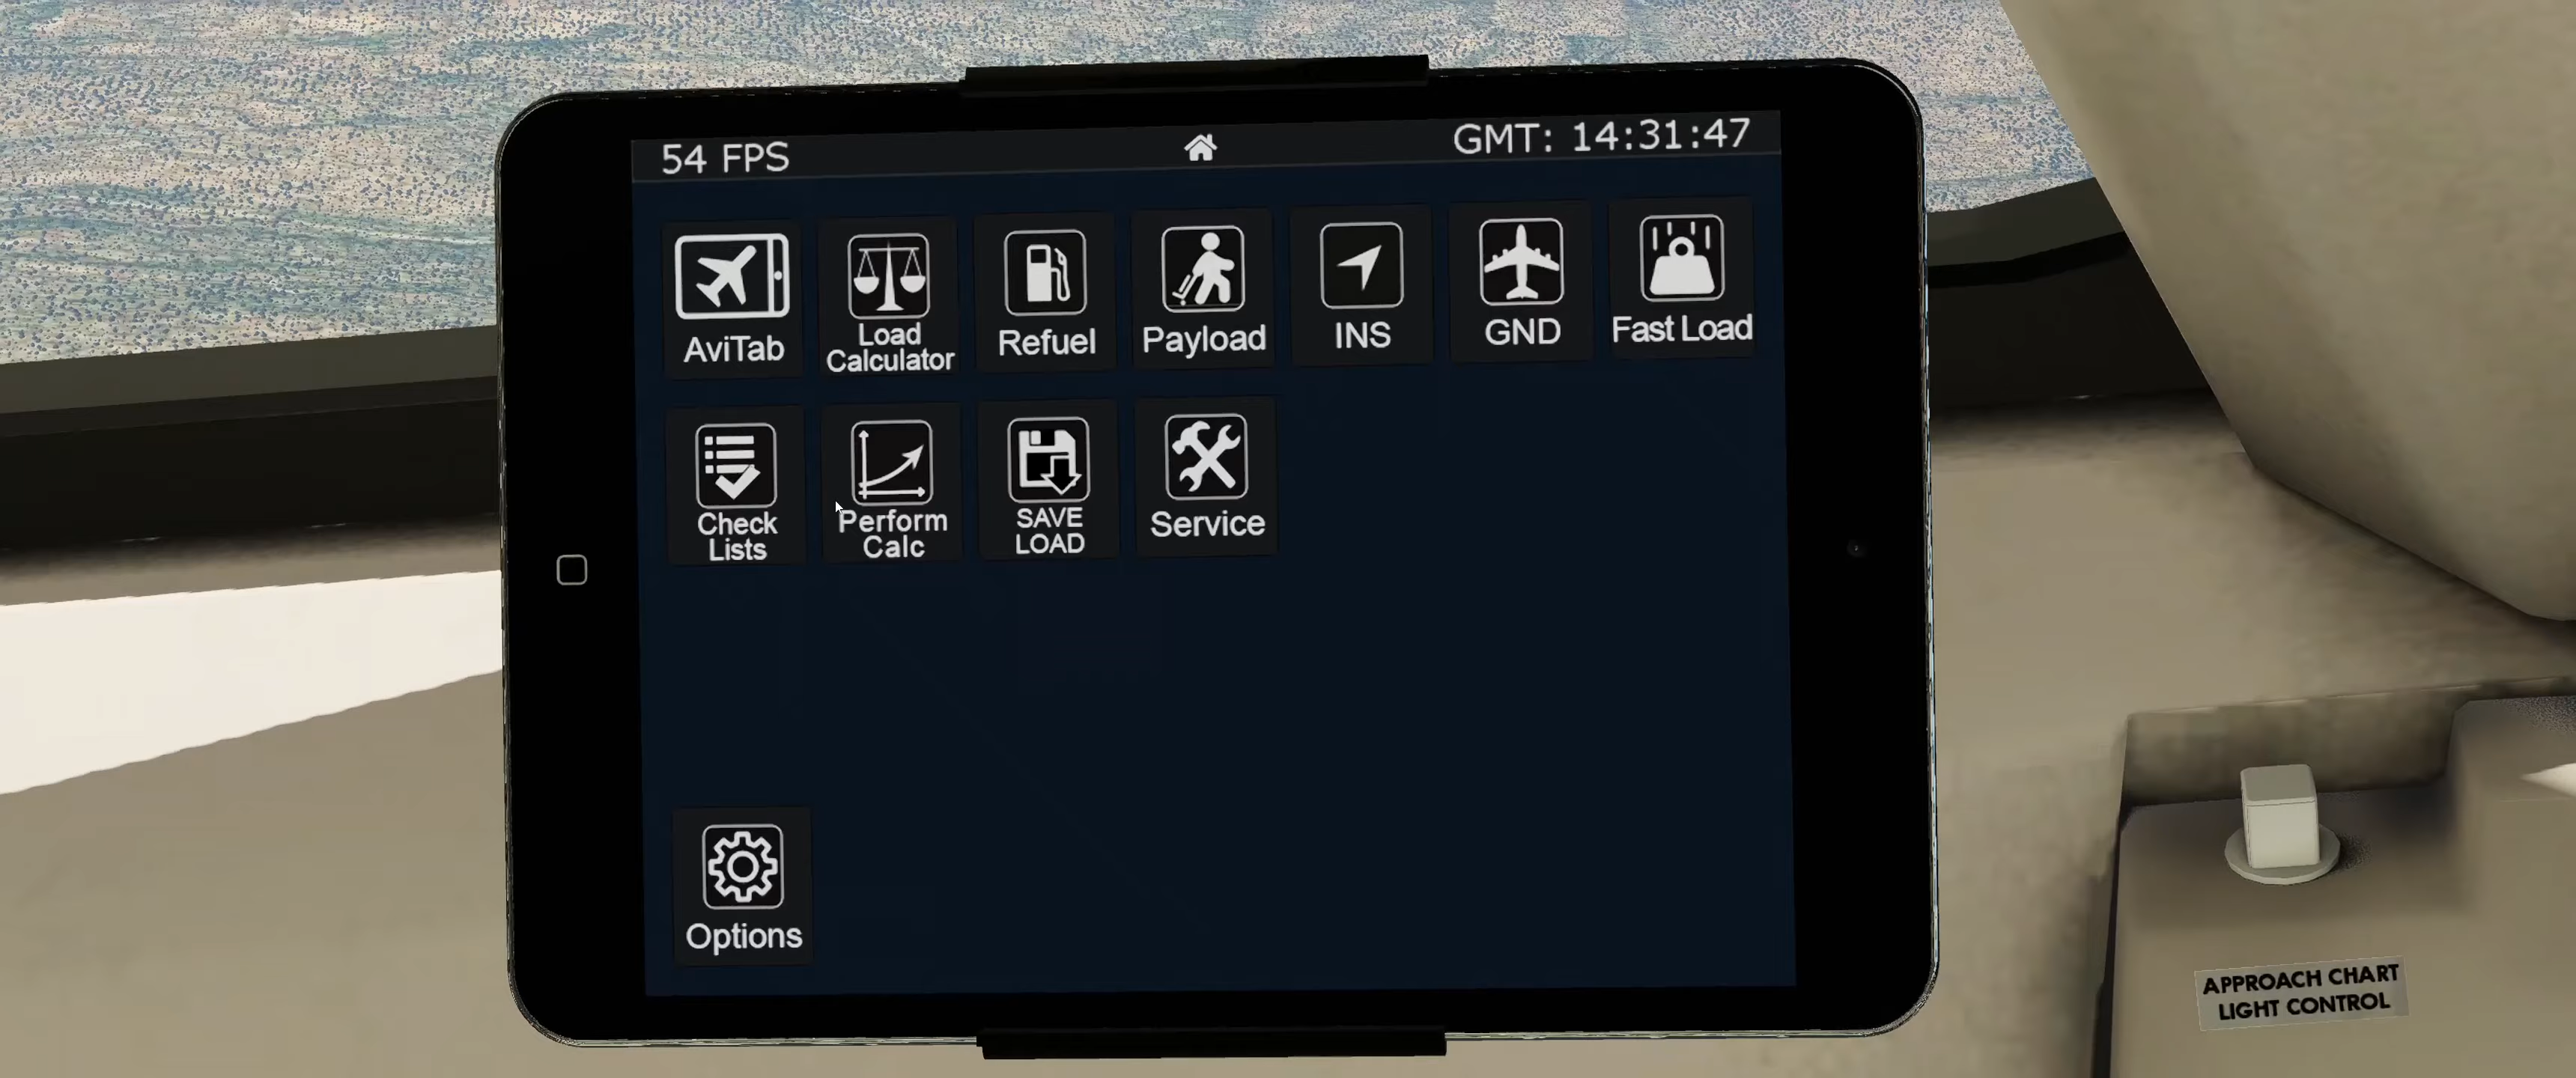 54 FPS
GMT: 14:31:47
AviTab
Load
Calculator
Refuel
Payload
INS
GND
Fast Load
Check
Lists
Perform
Calc
SAVE
LOAD
Service
Options
APPROACH CHART
LIGHT CONTROL